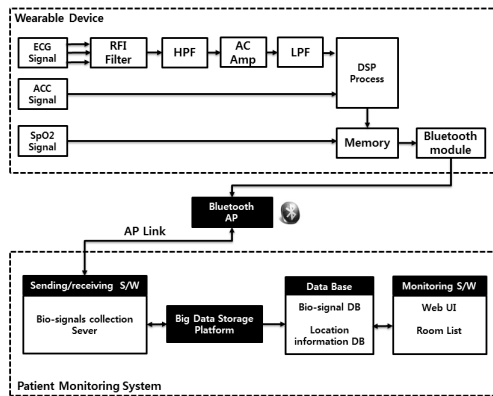 Wearable Device
ECG
Signal
RFI
Filter
HPF
AC
Amp
LPF
DSP
Process
ACC
Signal
SpO2
Signal
Memory
Bluetooth
module
Bluetooth
AP
AP Link
Sending/receiving S/W
Bio-signals collection
Sever
Big Data Storage
Platform
Data Base
Bio-signal DB
Location
information DB
Monitoring S/W
Web UI
Room List
Patient Monitoring System